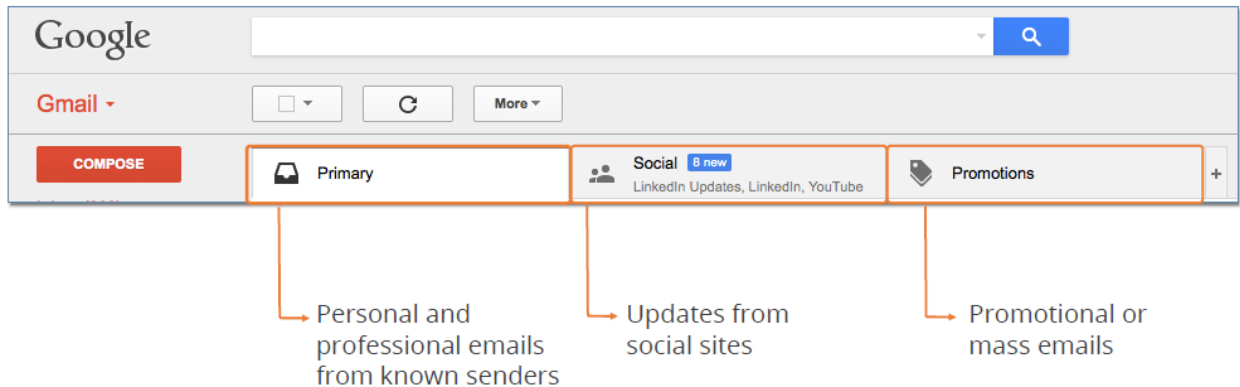 Google
Gmail
More
COMPOSE
Primary
Social 8 new
LinkedIn Updates, LinkedIn, YouTube
Promotions
+
Personal and
professional emails
from known senders
Updates from
social sites
Promotional or
mass emails